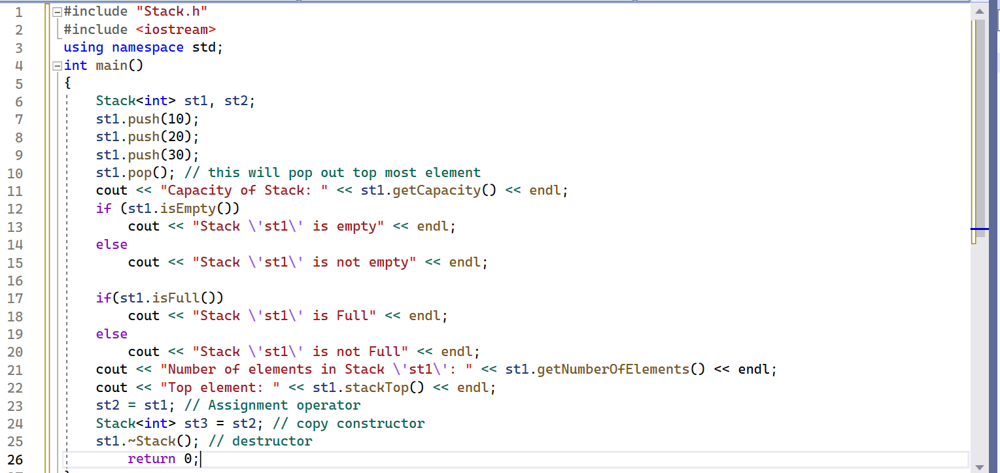 1 #include "Stack.h"
2 #include <iostream>
3 using namespace std;
4 int main()
5 {
6     Stack<int> st1, st2;
7     st1.push(10);
8     st1.push(20);
9     st1.push(30);
10     st1.pop(); // this will pop out top most element
11     cout << "Capacity of Stack: " << st1.getCapacity() << endl;
12     if (st1.isEmpty())
13         cout << "Stack \'st1\' is empty" << endl;
14     else
15         cout << "Stack \'st1\' is not empty" << endl;
16
17     if(st1.isFull())
18         cout << "Stack \'st1\' is Full" << endl;
19     else
20         cout << "Stack \'st1\' is not Full" << endl;
21     cout << "Number of elements in Stack \'st1\': " << st1.getNumberOfElements() << endl;
22     cout << "Top element: " << st1.stackTop() << endl;
23     st2 = st1; // Assignment operator
24     Stack<int> st3 = st2; // copy constructor
25     st1.~Stack(); // destructor
26         return 0;